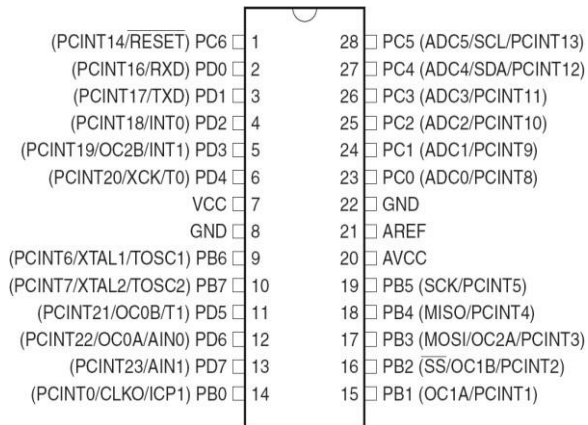 (PCINT14/RESET) PC6 1 28 PC5 (ADC5/SCL/PCINT13)
(PCINT16/RXD) PD0 2 27 PC4 (ADC4/SDA/PCINT12)
(PCINT17/TXD) PD1 3 26 PC3 (ADC3/PCINT11)
(PCINT18/INT0) PD2 4 25 PC2 (ADC2/PCINT10)
(PCINT19/OC2B/INT1) PD3 5 24 PC1 (ADC1/PCINT9)
(PCINT20/XCK/T0) PD4 6 23 PC0 (ADC0/PCINT8)
VCC 7 22 GND
GND 8 21 AREF
(PCINT6/XTAL1/TOSC1) PB6 9 20 AVCC
(PCINT7/XTAL2/TOSC2) PB7 10 19 PB5 (SCK/PCINT5)
(PCINT21/OC0B/T1) PD5 11 18 PB4 (MISO/PCINT4)
(PCINT22/OC0A/AIN0) PD6 12 17 PB3 (MOSI/OC2A/PCINT3)
(PCINT23/AIN1) PD7 13 16 PB2 (SS/OC1B/PCINT2)
(PCINT0/CLKO/ICP1) PB0 14 15 PB1 (OC1A/PCINT1)